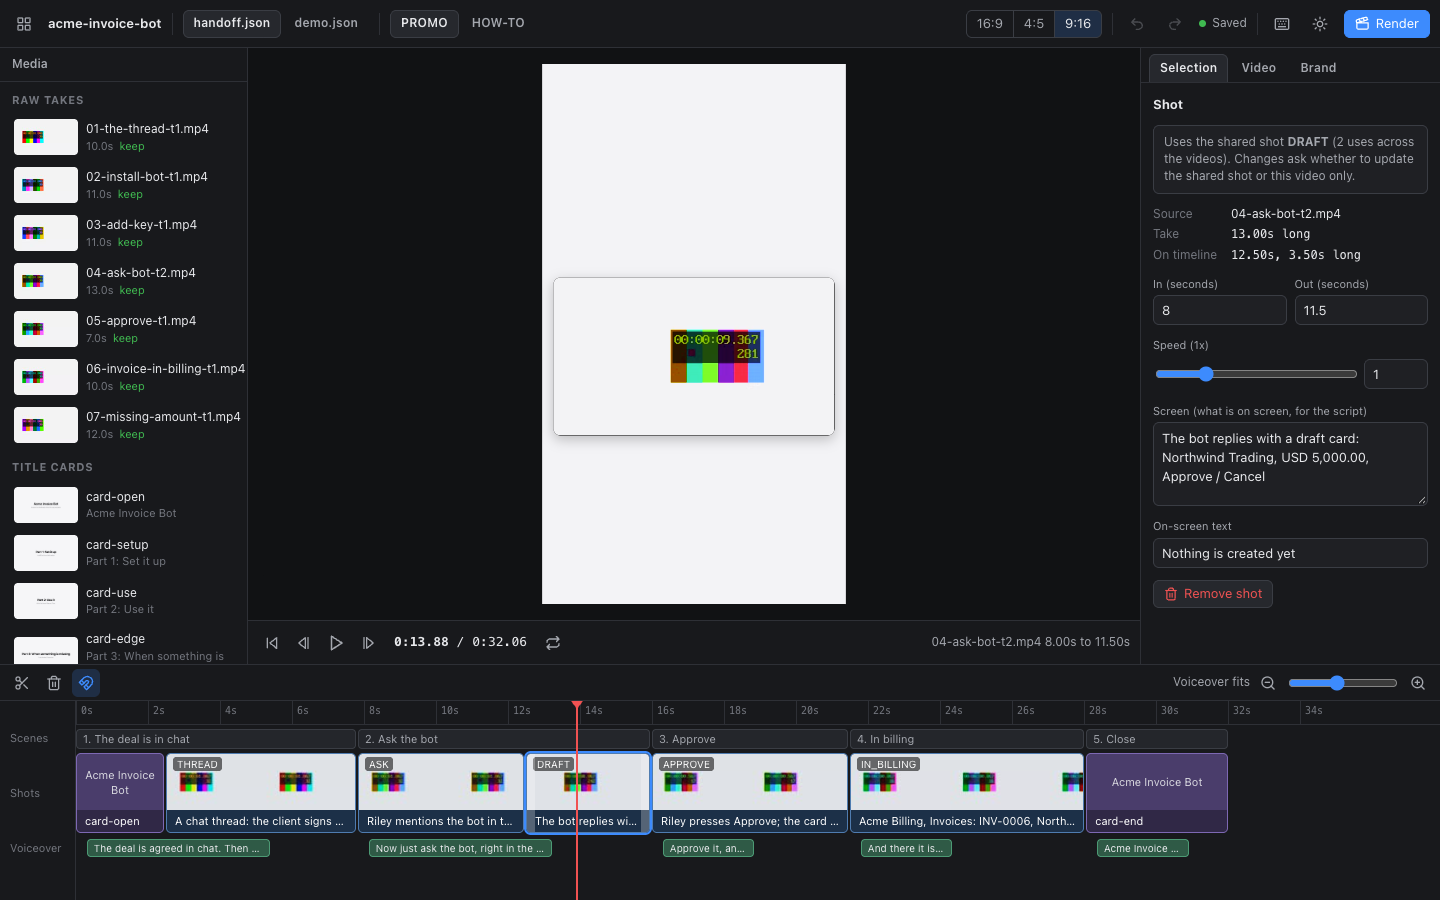 acme-invoice-bot
handoff.json
demo.json
PROMO
HOW-TO
16:9
4:5
9:16
Saved
Render
Media
RAW TAKES
01-the-thread-t1.mp4
10.0s keep
02-install-bot-t1.mp4
11.0s keep
03-add-key-t1.mp4
11.0s keep
04-ask-bot-t2.mp4
13.0s keep
05-approve-t1.mp4
7.0s keep
06-invoice-in-billing-t1.mp4
10.0s keep
07-missing-amount-t1.mp4
12.0s keep
TITLE CARDS
card-open
Acme Invoice Bot
card-setup
Part 1: Set it up
card-use
Part 2: Use it
card-edge
Part 3: When something is
00:00:09.367
281
0:13.88 / 0:32.06
04-ask-bot-t2.mp4 8.00s to 11.50s
Selection
Video
Brand
Shot
Uses the shared shot DRAFT (2 uses across
the videos). Changes ask whether to update
the shared shot or this video only.
Source 04-ask-bot-t2.mp4
Take 13.00s long
On timeline 12.50s, 3.50s long
In (seconds)
Out (seconds)
8
11.5
Speed (1x)
1
Screen (what is on screen, for the script)
The bot replies with a draft card:
Northwind Trading, USD 5,000.00,
Approve / Cancel
On-screen text
Nothing is created yet
Remove shot
Voiceover fits
0s 2s 4s 6s 8s 10s 12s 14s 16s 18s 20s 22s 24s 26s 28s 30s 32s 34s
Scenes
1. The deal is in chat
2. Ask the bot
3. Approve
4. In billing
5. Close
Shots
Acme Invoice
Bot
card-open
THREAD
A chat thread: the client signs ...
ASK
Riley mentions the bot in t...
DRAFT
The bot replies wi...
APPROVE
Riley presses Approve; the card ...
IN_BILLING
Acme Billing, Invoices: INV-0006, North...
Acme Invoice Bot
card-end
Voiceover
The deal is agreed in chat. Then ...
Now just ask the bot, right in the ...
Approve it, an...
And there it is...
Acme Invoice ...